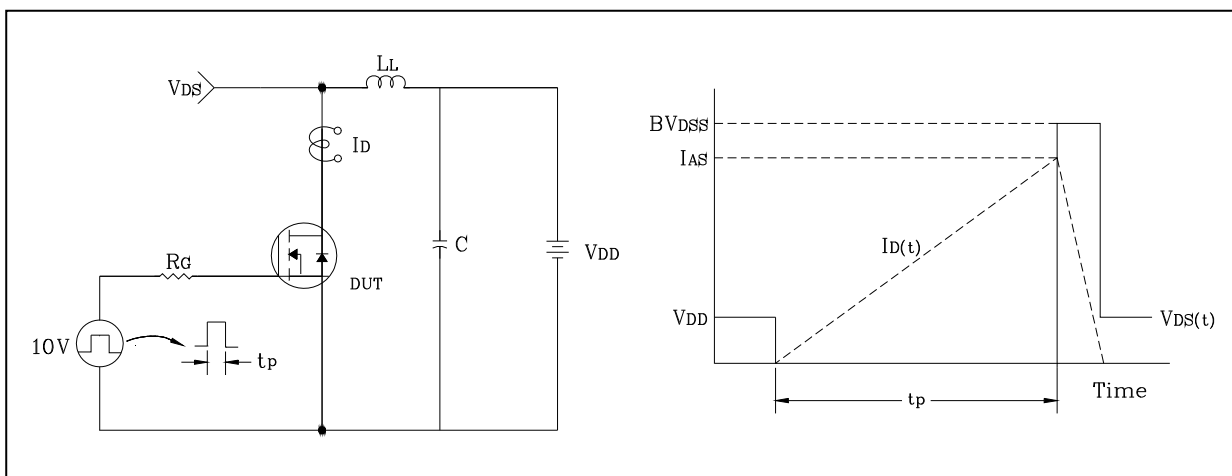 VDS
LL
ID
RG
DUT
C
VDD
10V
tp
BVDSS
IAS
ID(t)
VDD
VDS(t)
tp
Time